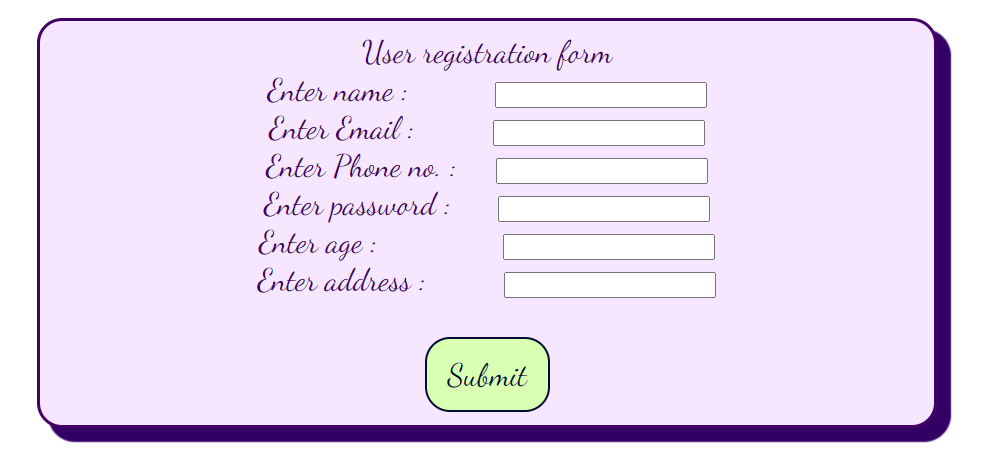 User registration form
Enter name :
Enter Email :
Enter Phone no. :
Enter password :
Enter age :
Enter address :
Submit